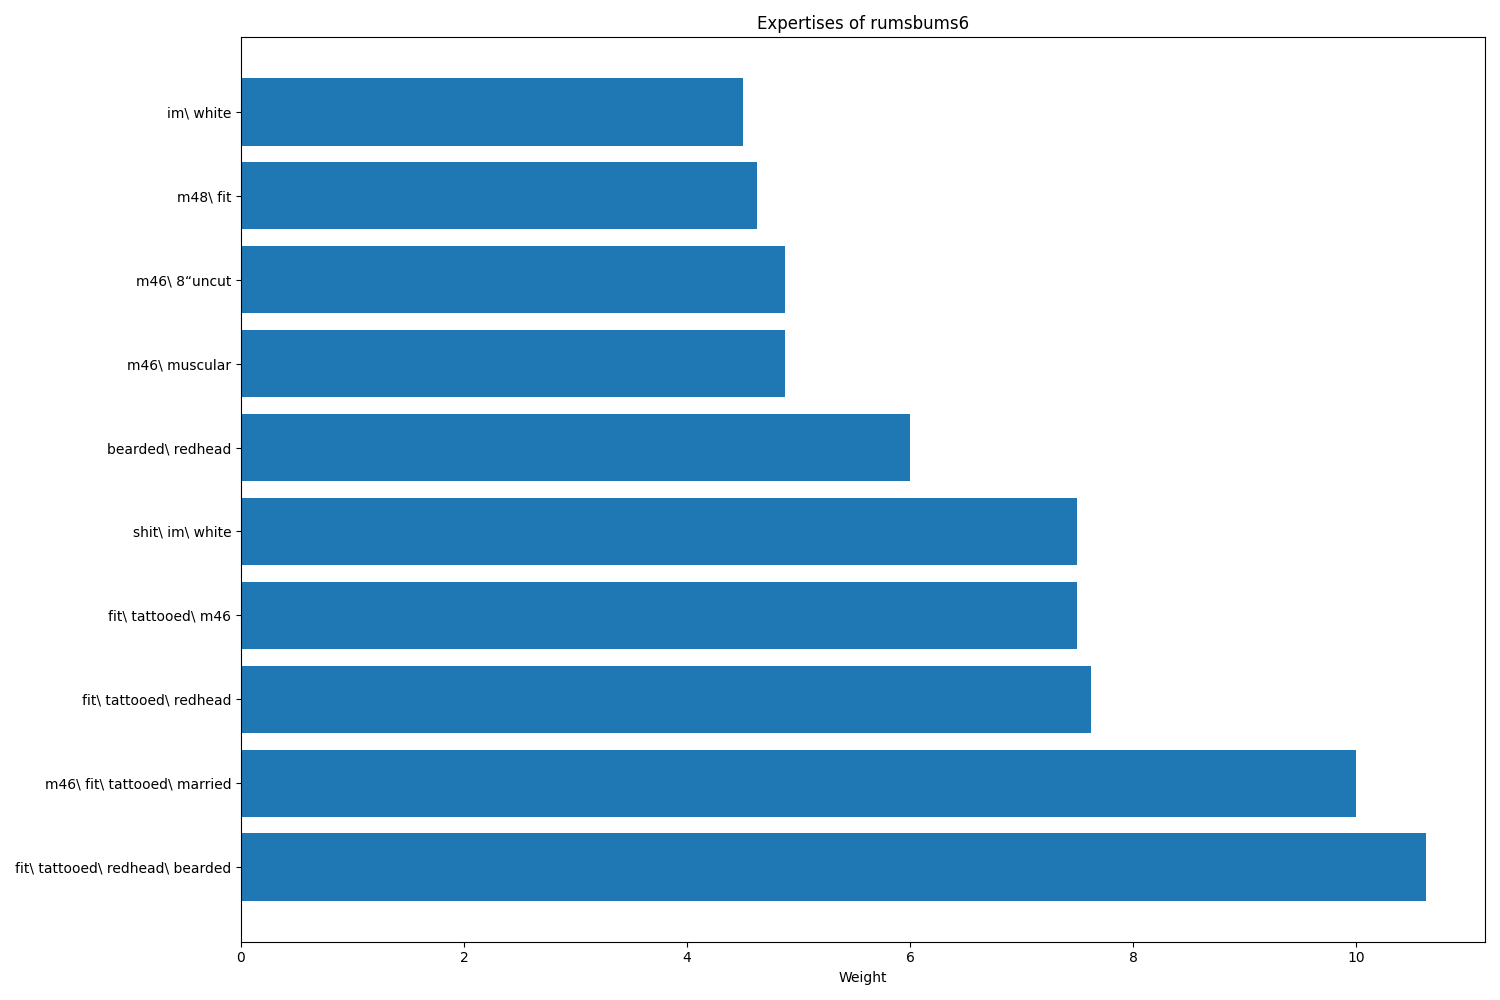 Expertises of rumsbums6
im\ white
m48\ fit
m46\ 8“uncut
m46\ muscular
bearded\ redhead
shit\ im\ white
fit\ tattooed\ m46
fit\ tattooed\ redhead
m46\ fit\ tattooed\ married
fit\ tattooed\ redhead\ bearded
0 2 4 6 8 10
Weight